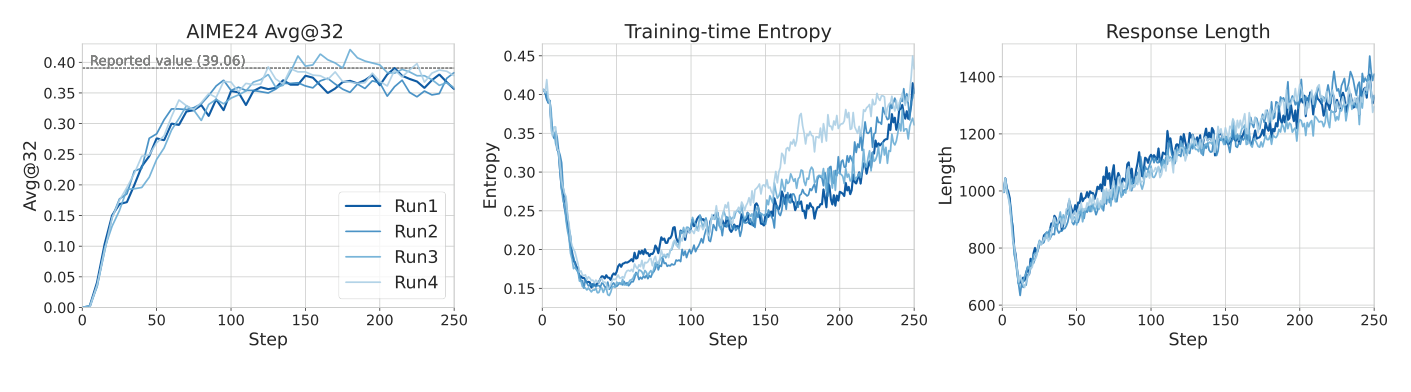 AIME24 Avg@32
Avg@32
0.40
0.35
0.30
0.25
0.20
0.15
0.10
0.05
0.00
Reported value (39.06)
Run1
Run2
Run3
Run4
0 50 100 150 200 250
Step
Training-time Entropy
Entropy
0.45
0.40
0.35
0.30
0.25
0.20
0.15
0 50 100 150 200 250
Step
Response Length
Length
1400
1200
1000
800
600
0 50 100 150 200 250
Step